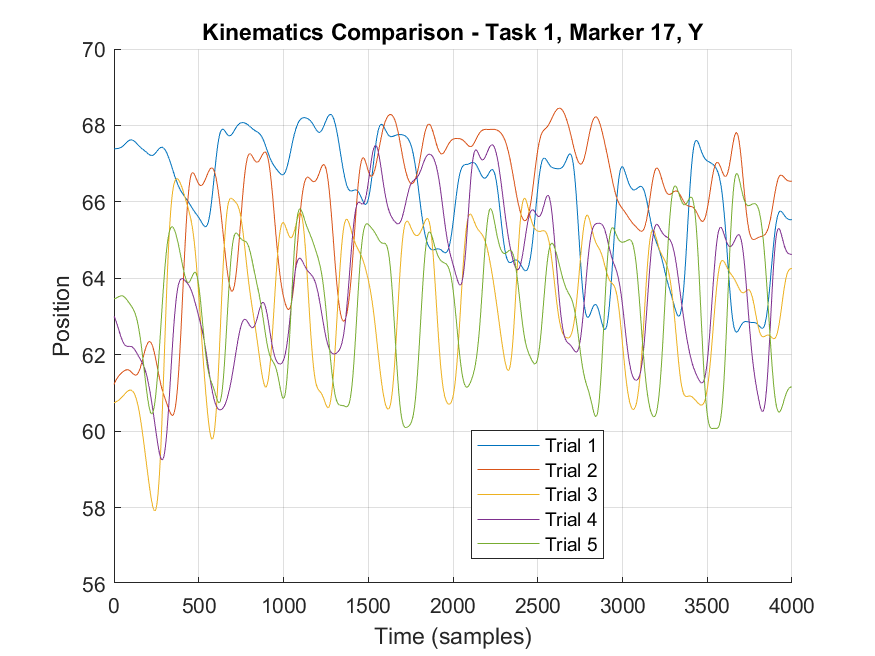 Kinematics Comparison - Task 1, Marker 17, Y
70
68
66
64
62
60
58
56
Position
Trial 1
Trial 2
Trial 3
Trial 4
Trial 5
0 500 1000 1500 2000 2500 3000 3500 4000
Time (samples)